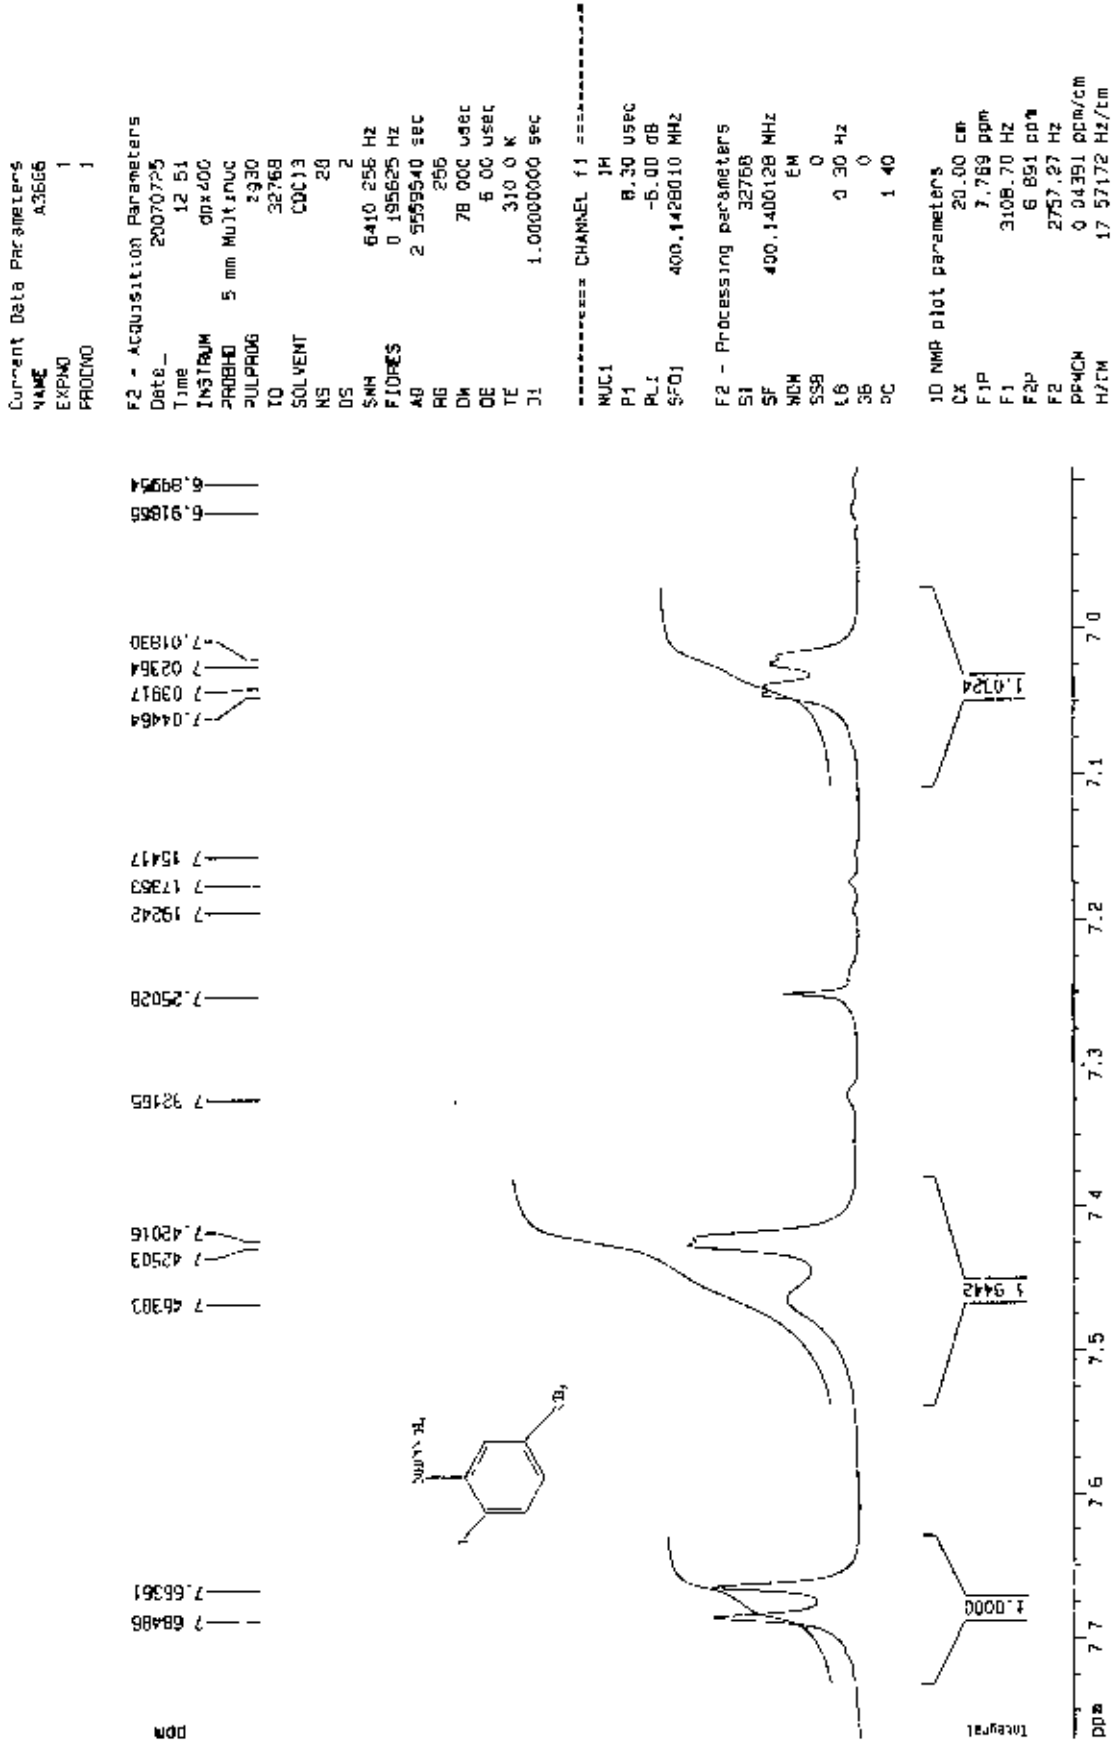 Current Data Parameters
NAME A3666
EXPNO 1
PROCNO 1
F2 - Acquisition Parameters
Date_ 20070725
Time 12 51
INSTRUM dpx400
PROBHD 5 mm Multinuc
PULPROG zg30
TD 32768
SOLVENT CDCl3
NS 28
DS 2
SWH 6410 256 Hz
FIDRES 0 195625 Hz
AQ 2 5559540 sec
RG 256
DW 78 000 usec
DE 6 00 usec
TE 310 0 K
D1 1.00000000 sec
========== CHANNEL f1 ==========
NUC1 1H
P1 8.30 usec
PL1 -6.00 dB
SFO1 400.1428010 MHz
F2 - Processing parameters
SI 32768
SF 400.1400128 MHz
WDW EM
SSB 0
LB 0 30 Hz
GB 0
PC 1 40
1D NMR plot parameters
CX 20.00 cm
F1P 7.769 ppm
F1 3108.70 Hz
F2P 6 891 ppm
F2 2757.27 Hz
PPMCM 0 04391 ppm/cm
HZCM 17 57172 Hz/cm
ppm
7 68486
7.66361
7 46383
7 42503
7.42016
7 32165
7.25028
7 19242
7 17353
7 15417
7.04464
7 03917
7 02364
7.01830
6.91665
6.89954
I
Integral
1.0000
1 9442
1.0724
ppm
7 7
7 6
7.5
7 4
7.3
7.2
7.1
7 0